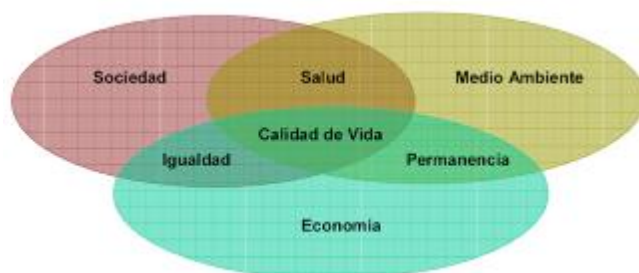 Sociedad
Salud
Medio Ambiente
Calidad de Vida
Igualdad
Permanencia
Economía